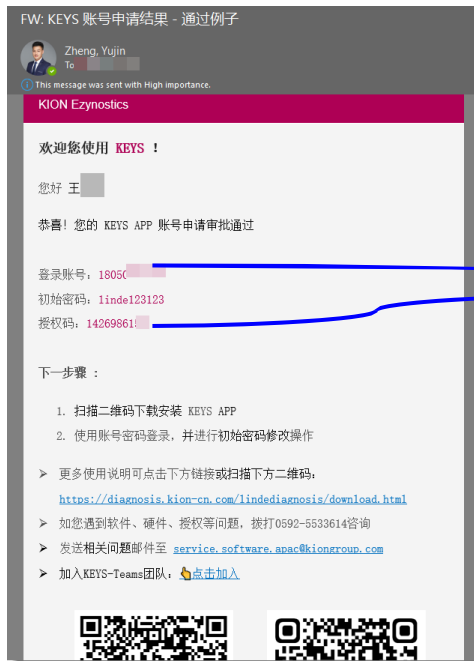 FW: KEYS 账号申请结果 - 通过例子
Zheng, Yujin
To
This message was sent with High importance.
KION Ezynostics
欢迎您使用 KEYS ！
您好 王
恭喜! 您的 KEYS APP 账号申请审批通过
登录账号: 18050
初始密码: linde123123
授权码: 14269861
下一步骤 :
1. 扫描二维码下载安装 KEYS APP
2. 使用账号密码登录, 并进行初始密码修改操作
➢ 更多使用说明可点击下方链接或扫描下方二维码:
https://diagnosis.kion-cn.com/lindediagnosis/download.html
➢ 如您遇到软件、硬件、授权等问题, 拨打0592-5533614咨询
➢ 发送相关问题邮件至 service.software.apac@kiongroup.com
➢ 加入KEYS-Teams团队: 👆点击加入